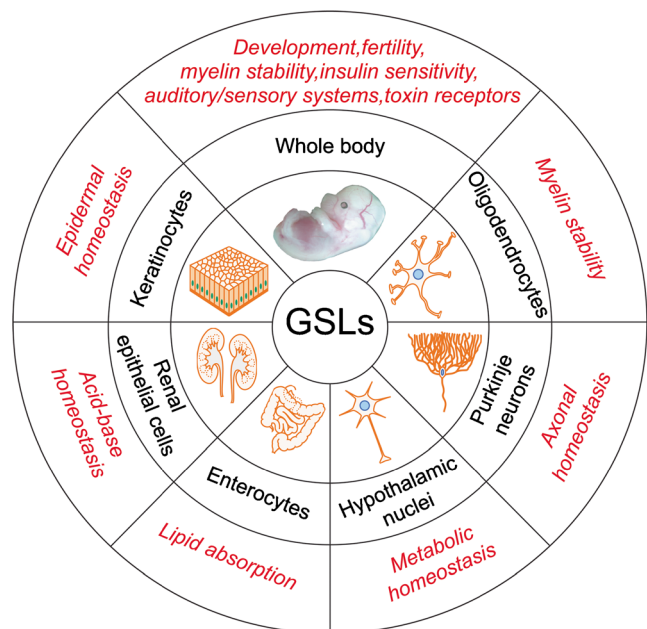 Development,fertility,
myelin stability,insulin sensitivity,
auditory/sensory systems,toxin receptors
Whole body
Oligodendrocytes
Myelin stability
Purkinje
neurons
Axonal
homeostasis
Hypothalamic
nuclei
Metabolic
homeostasis
Enterocytes
Lipid absorption
Renal
epithelial cells
Acid-base
homeostasis
Keratinocytes
Epidermal
homeostasis
GSLs